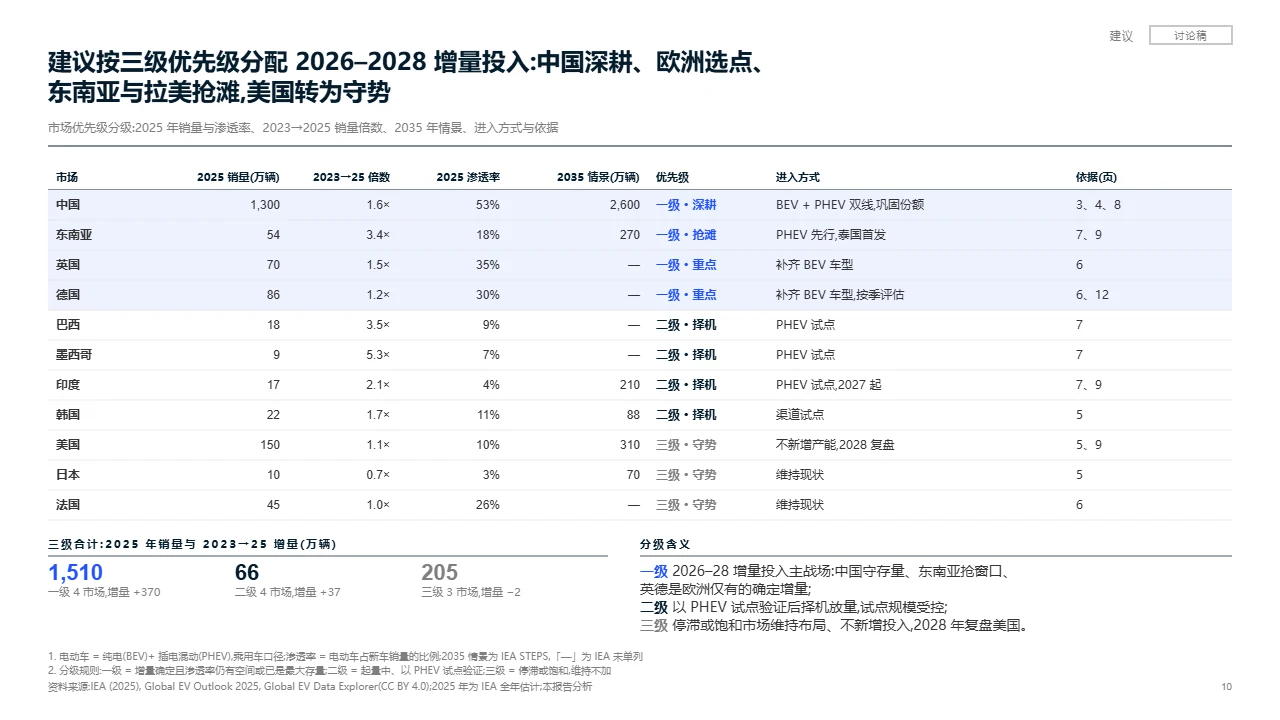 建议
讨论稿
建议按三级优先级分配 2026–2028 增量投入:中国深耕、欧洲选点、
东南亚与拉美抢滩,美国转为守势
市场优先级分级:2025 年销量与渗透率、2023→2025 销量倍数、2035 年情景、进入方式与依据
市场 2025 销量(万辆) 2023→25 倍数 2025 渗透率 2035 情景(万辆) 优先级 进入方式 依据(页)
中国 1,300 1.6× 53% 2,600 一级・深耕 BEV + PHEV 双线,巩固份额 3、4、8
东南亚 54 3.4× 18% 270 一级・抢滩 PHEV 先行,泰国首发 7、9
英国 70 1.5× 35% — 一级・重点 补齐 BEV 车型 6
德国 86 1.2× 30% — 一级・重点 补齐 BEV 车型,按季评估 6、12
巴西 18 3.5× 9% — 二级・择机 PHEV 试点 7
墨西哥 9 5.3× 7% — 二级・择机 PHEV 试点 7
印度 17 2.1× 4% 210 二级・择机 PHEV 试点,2027 起 7、9
韩国 22 1.7× 11% 88 二级・择机 渠道试点 5
美国 150 1.1× 10% 310 三级・守势 不新增产能,2028 复盘 5、9
日本 10 0.7× 3% 70 三级・守势 维持现状 5
法国 45 1.0× 26% — 三级・守势 维持现状 6
三级合计:2025 年销量与 2023→25 增量(万辆)
1,510 66 205
一级 4 市场,增量 +370 二级 4 市场,增量 +37 三级 3 市场,增量 −2
分级含义
一级 2026–28 增量投入主战场:中国守存量、东南亚抢窗口、
英德是欧洲仅有的确定增量;
二级 以 PHEV 试点验证后择机放量,试点规模受控;
三级 停滞或饱和市场维持布局、不新增投入,2028 年复盘美国。
1. 电动车 = 纯电(BEV)+ 插电混动(PHEV),乘用车口径;渗透率 = 电动车占新车销量的比例;2035 情景为 IEA STEPS,「—」为 IEA 未单列
2. 分级规则:一级 = 增量确定且渗透率仍有空间或已是最大存量;二级 = 起量中、以 PHEV 试点验证;三级 = 停滞或饱和,维持不加
资料来源:IEA (2025), Global EV Outlook 2025, Global EV Data Explorer(CC BY 4.0);2025 年为 IEA 全年估计;本报告分析
10